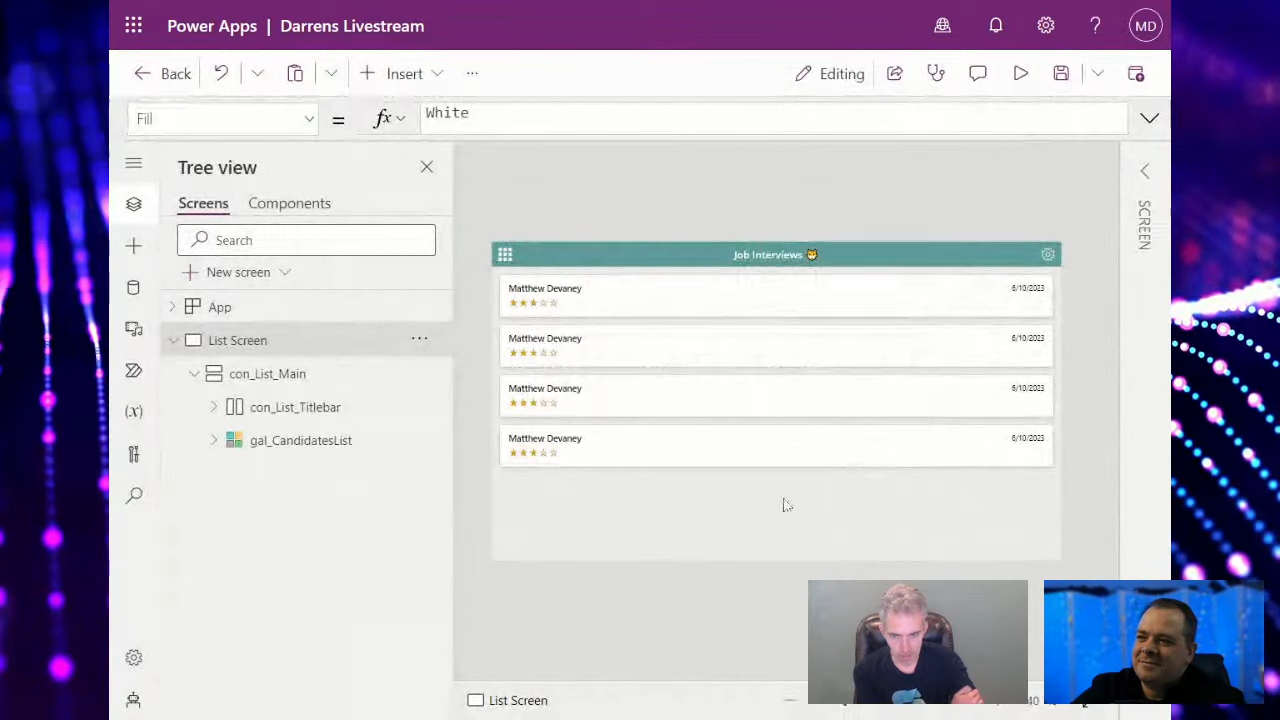 Power Apps | Darrens Livestream
MD
Back
Insert
Editing
Fill
=
fx
White
Tree view
Screens
Components
Search
New screen
App
List Screen
con_List_Main
con_List_Titlebar
gal_CandidatesList
SCREEN
Job Interviews
Matthew Devaney
6/10/2023
Matthew Devaney
6/10/2023
Matthew Devaney
6/10/2023
Matthew Devaney
6/10/2023
List Screen
40